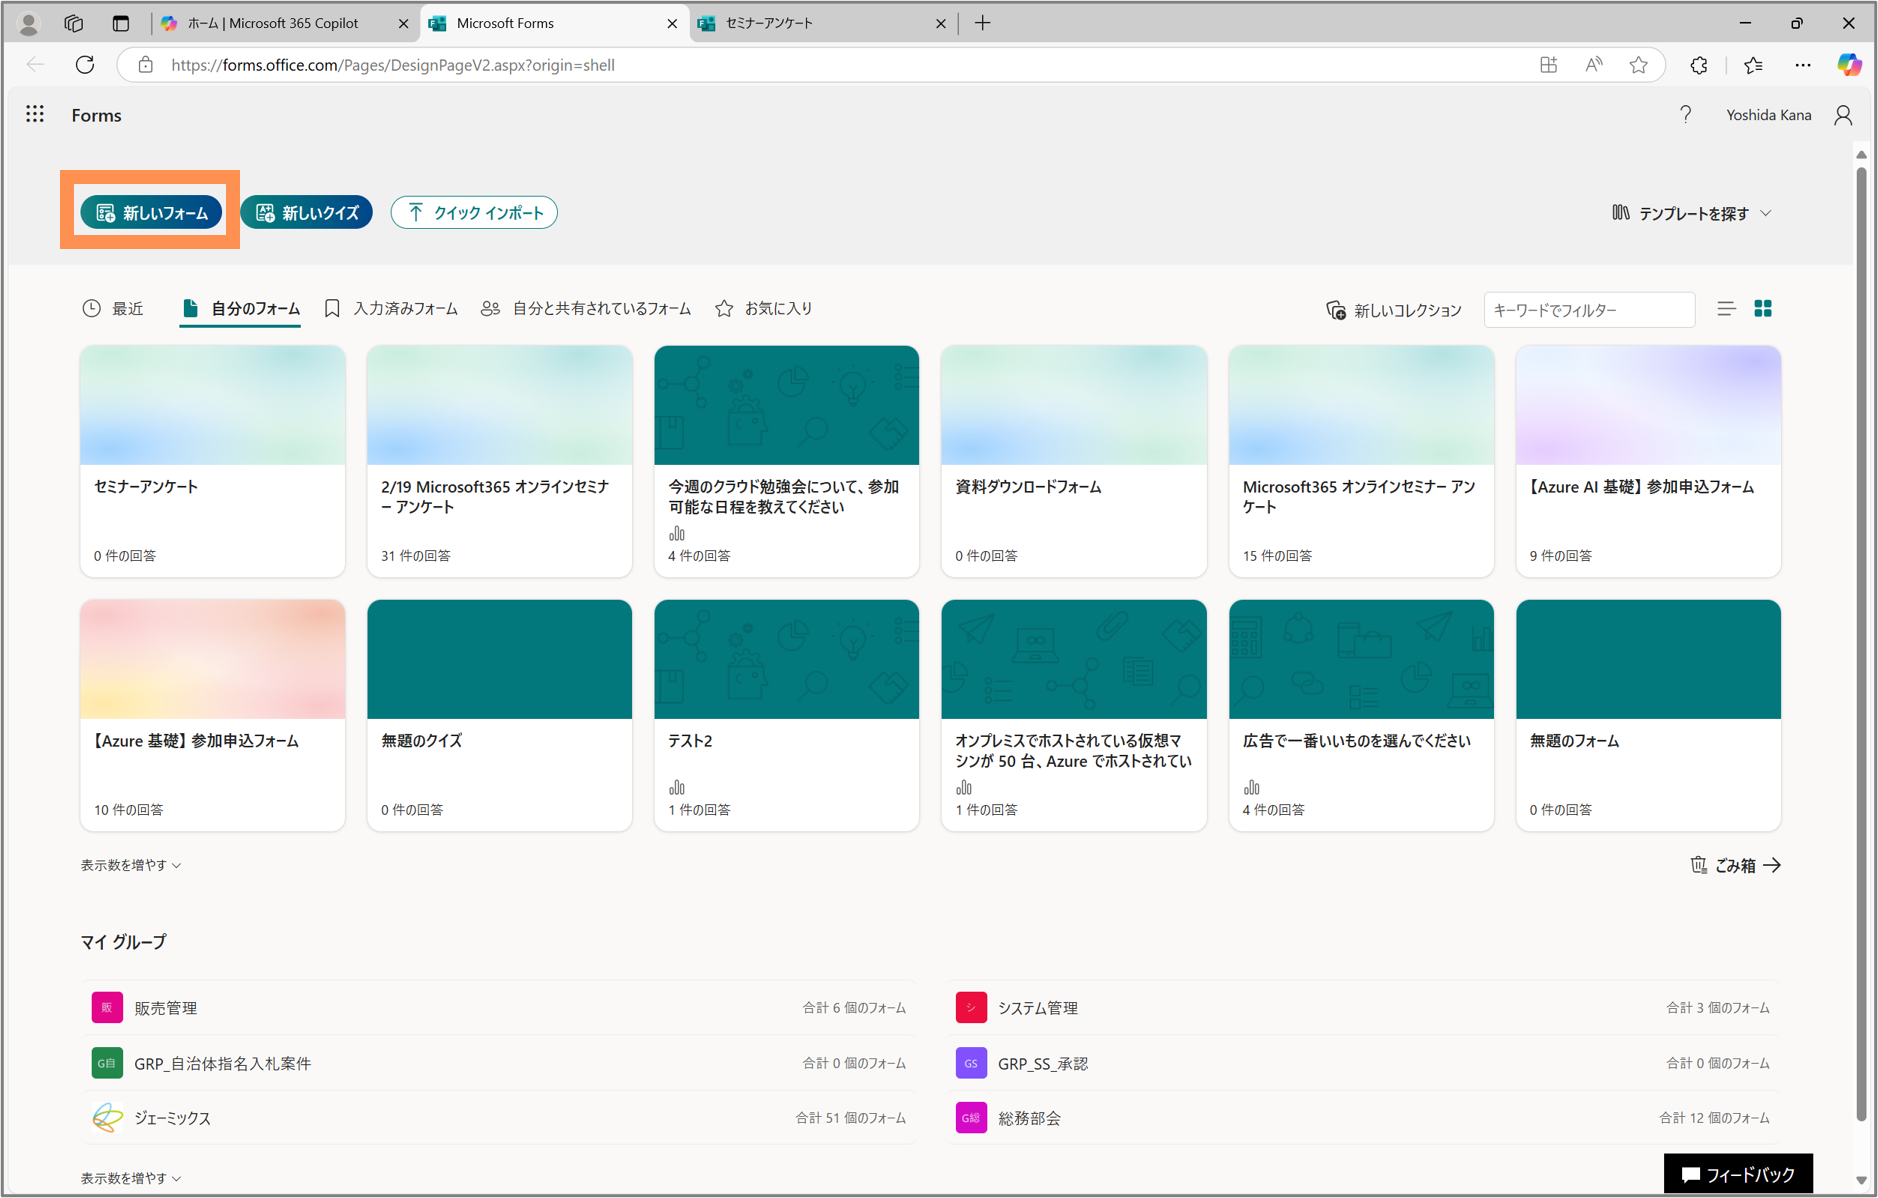 ホーム | Microsoft 365 Copilot
Microsoft Forms
セミナーアンケート
https://forms.office.com/Pages/DesignPageV2.aspx?origin=shell
Forms
Yoshida Kana
新しいフォーム
新しいクイズ
クイック インポート
テンプレートを探す
最近
自分のフォーム
入力済みフォーム
自分と共有されているフォーム
お気に入り
新しいコレクション
キーワードでフィルター
セミナーアンケート
0 件の回答
2/19 Microsoft365 オンラインセミナ
ー アンケート
31 件の回答
今週のクラウド勉強会について、参加
可能な日程を教えてください
4 件の回答
資料ダウンロードフォーム
0 件の回答
Microsoft365 オンラインセミナー アン
ケート
15 件の回答
【Azure AI 基礎】 参加申込フォーム
9 件の回答
【Azure 基礎】 参加申込フォーム
10 件の回答
無題のクイズ
0 件の回答
テスト2
1 件の回答
オンプレミスでホストされている仮想マ
シンが 50 台、Azure でホストされてい
1 件の回答
広告で一番いいものを選んでください
4 件の回答
無題のフォーム
0 件の回答
表示数を増やす
ごみ箱
マイ グループ
販 販売管理
合計 6 個のフォーム
シ システム管理
合計 3 個のフォーム
G自 GRP_自治体指名入札案件
合計 0 個のフォーム
GS GRP_SS_承認
合計 0 個のフォーム
ジェーミックス
合計 51 個のフォーム
G総 総務部会
合計 12 個のフォーム
表示数を増やす
フィードバック